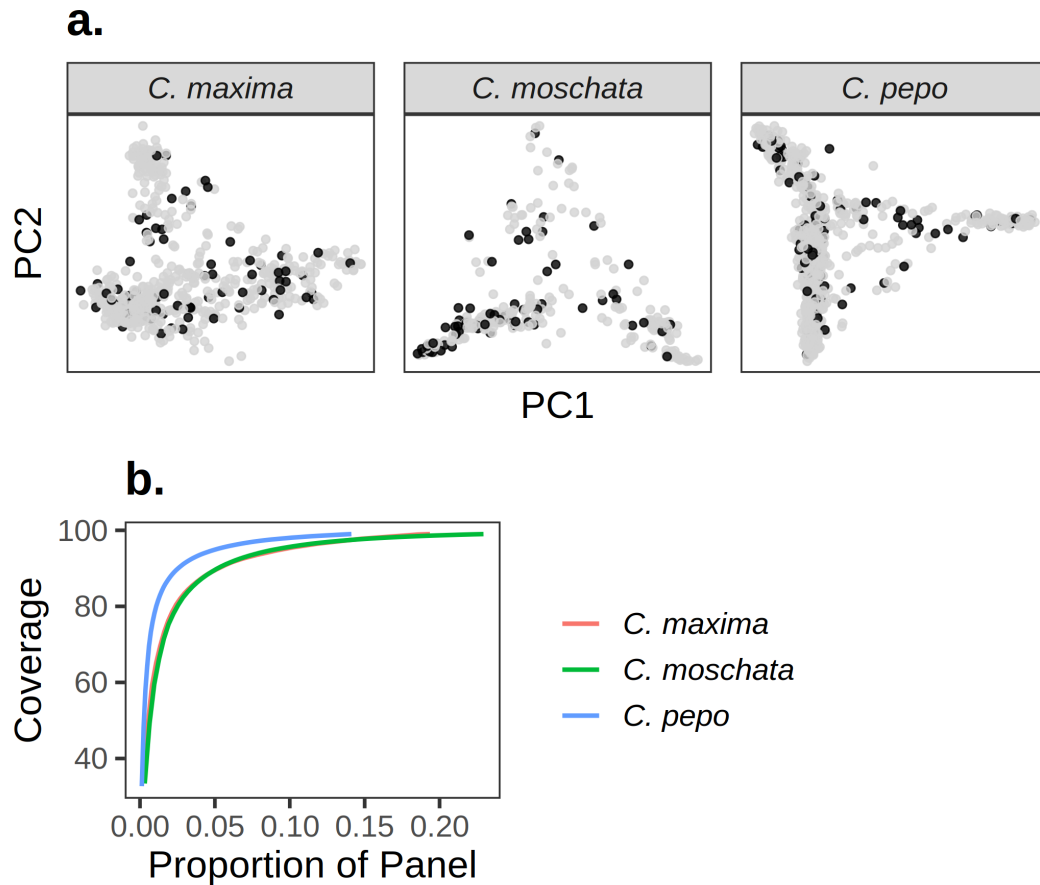 a.
C. maxima
C. moschata
C. pepo
PC2
PC1
b.
100
80
60
40
Coverage
0.00 0.05 0.10 0.15 0.20
Proportion of Panel
C. maxima
C. moschata
C. pepo